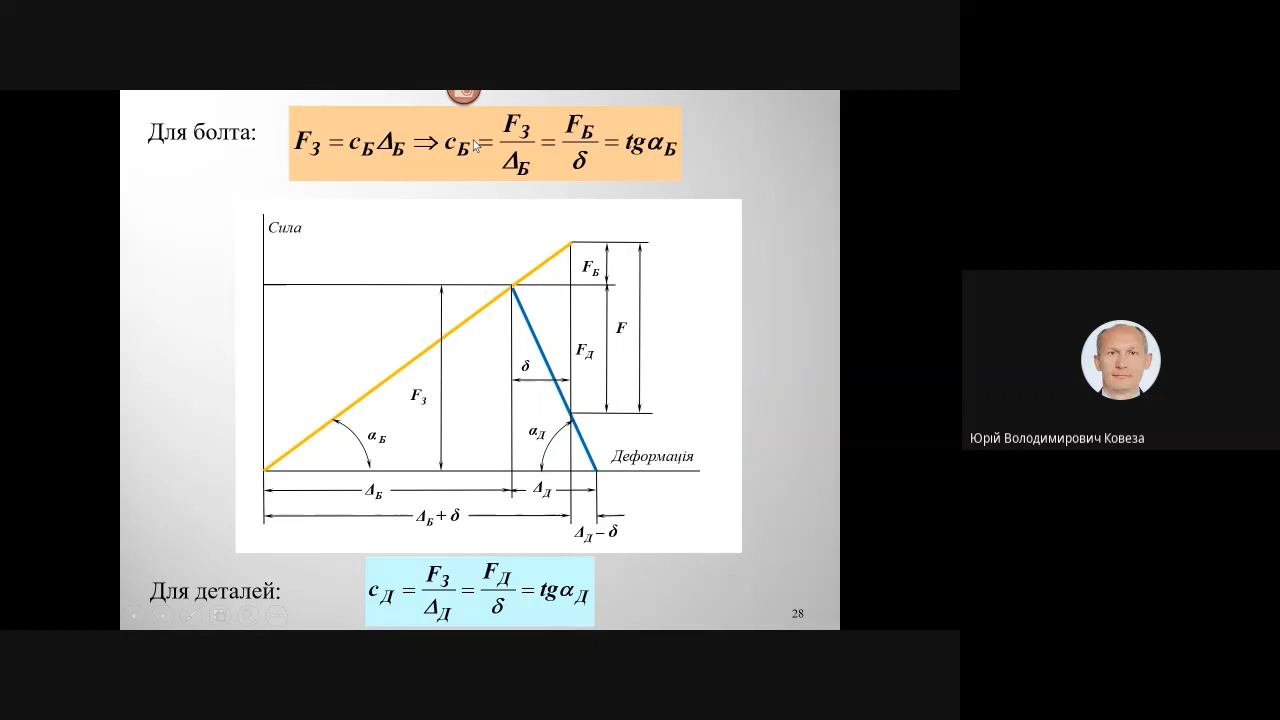 Для болта:
F_З = c_Б Δ_Б ⇒ c_Б = F_З / Δ_Б = F_Б / δ = tgα_Б
Сила
F_Б
F
F_Д
δ
F_З
α_Б
α_Д
Деформація
Δ_Б
Δ_Д
Δ_Б + δ
Δ_Д – δ
Для деталей:
c_Д = F_З / Δ_Д = F_Д / δ = tgα_Д
28
Юрій Володимирович Ковеза